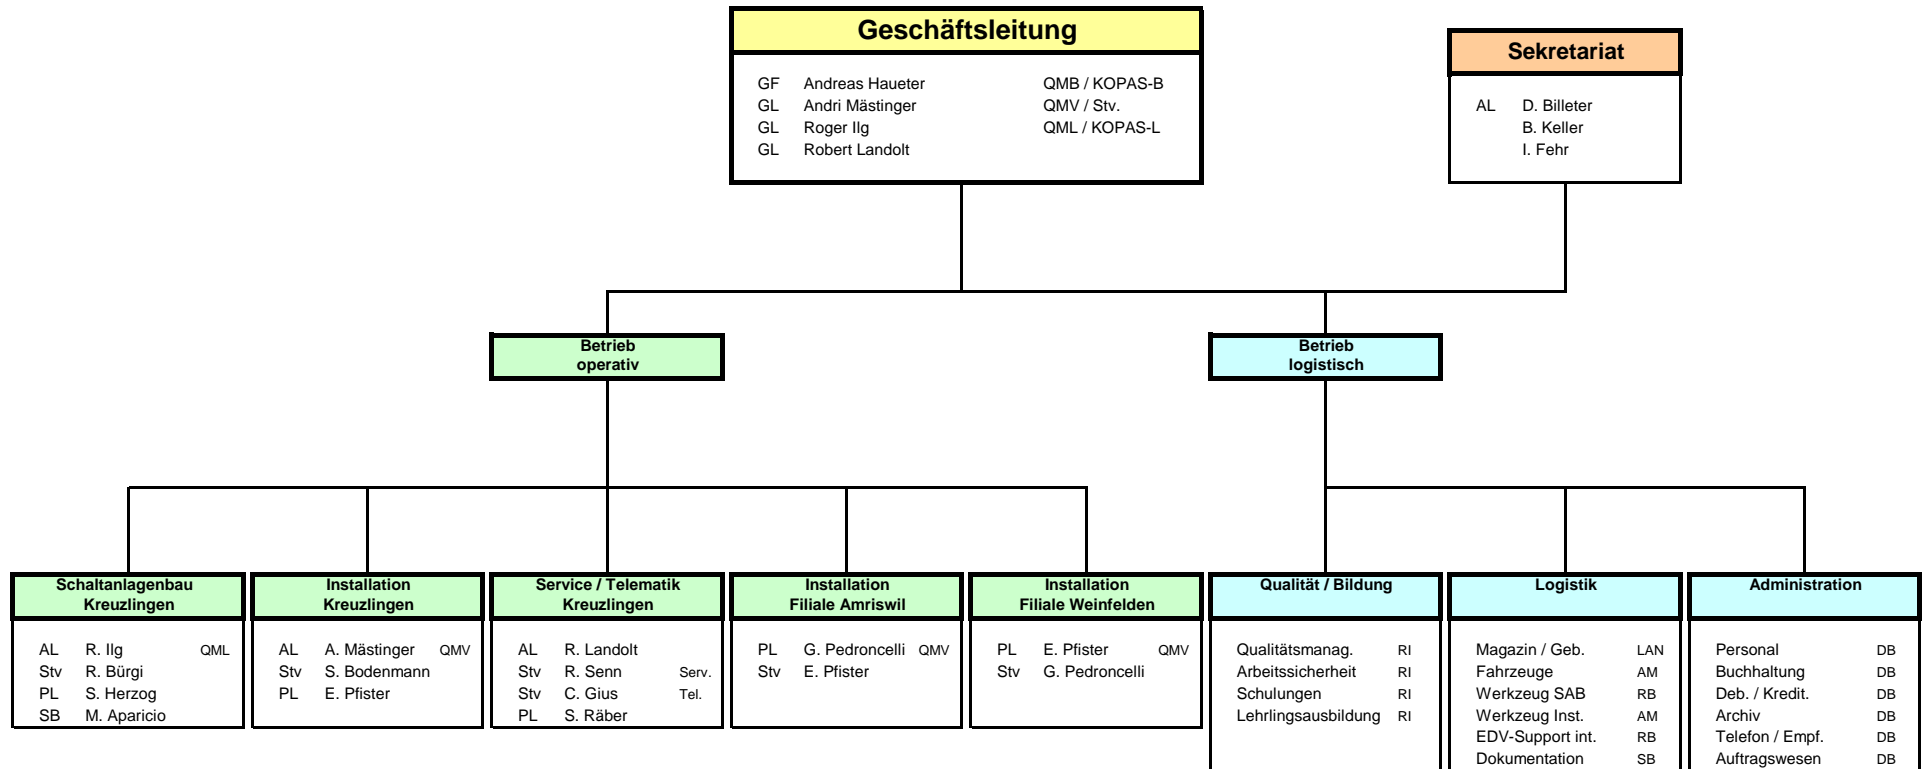 Geschäftsleitung
GF Andreas Haueter QMB / KOPAS-B
GL Andri Mästinger QMV / Stv.
GL Roger Ilg QML / KOPAS-L
GL Robert Landolt
Sekretariat
AL D. Billeter
B. Keller
I. Fehr
Betrieb
operativ
Betrieb
logistisch
Schaltanlagenbau
Kreuzlingen
AL R. Ilg QML
Stv R. Bürgi
PL S. Herzog
SB M. Aparicio
Installation
Kreuzlingen
AL A. Mästinger QMV
Stv S. Bodenmann
PL E. Pfister
Service / Telematik
Kreuzlingen
AL R. Landolt
Stv R. Senn Serv.
Stv C. Gius Tel.
PL S. Räber
Installation
Filiale Amriswil
PL G. Pedroncelli QMV
Stv E. Pfister
Installation
Filiale Weinfelden
PL E. Pfister QMV
Stv G. Pedroncelli
Qualität / Bildung
Qualitätsmanag. RI
Arbeitssicherheit RI
Schulungen RI
Lehrlingsausbildung RI
Logistik
Magazin / Geb. LAN
Fahrzeuge AM
Werkzeug SAB RB
Werkzeug Inst. AM
EDV-Support int. RB
Dokumentation SB
Administration
Personal DB
Buchhaltung DB
Deb. / Kredit. DB
Archiv DB
Telefon / Empf. DB
Auftragswesen DB